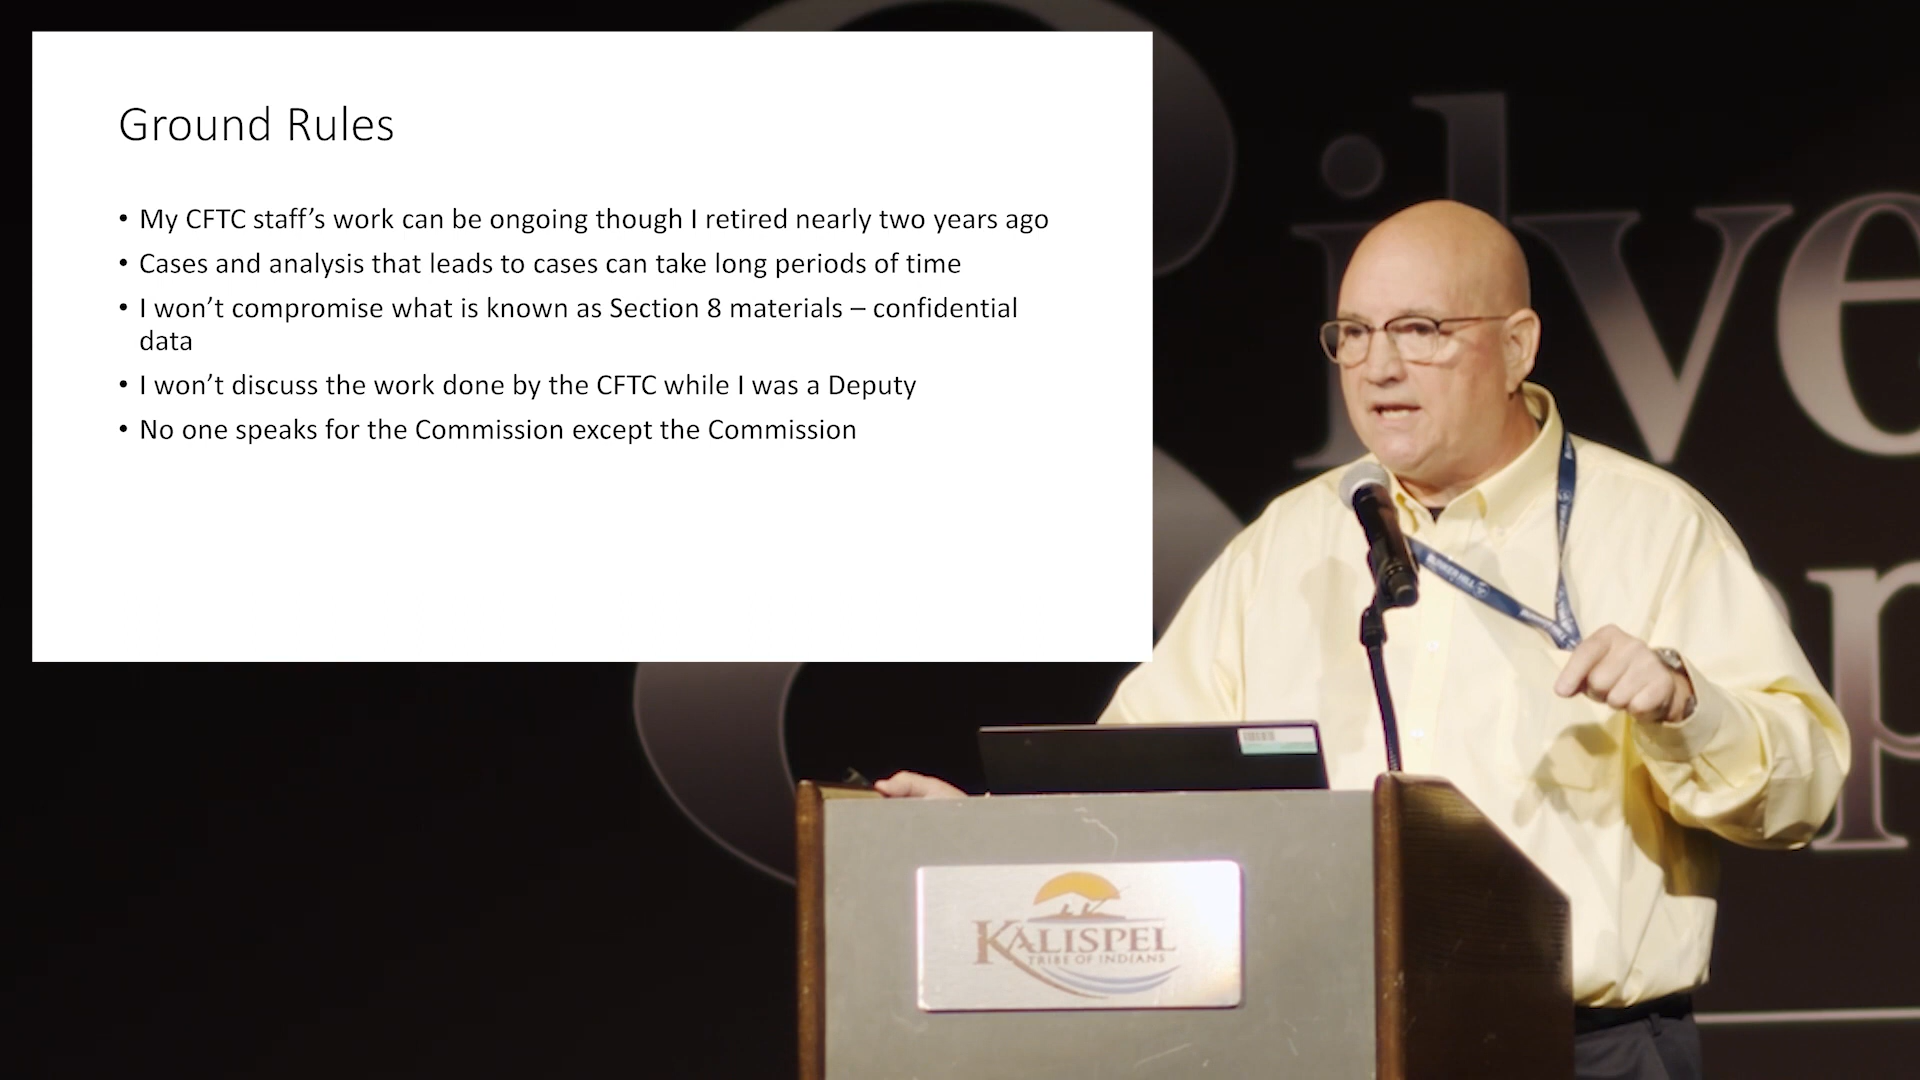 Ground Rules
• My CFTC staff’s work can be ongoing though I retired nearly two years ago
• Cases and analysis that leads to cases can take long periods of time
• I won’t compromise what is known as Section 8 materials – confidential
data
• I won’t discuss the work done by the CFTC while I was a Deputy
• No one speaks for the Commission except the Commission
ilve
p
BUNKER HILL
KALISPEL
TRIBE OF INDIANS